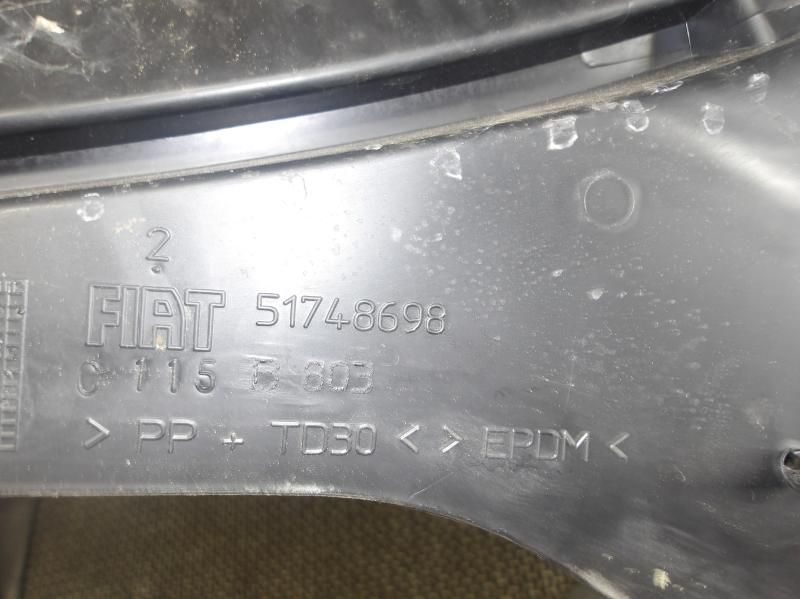 2
FIAT 51748698
C 115 B 803
> PP + TD30 < > EPDM <